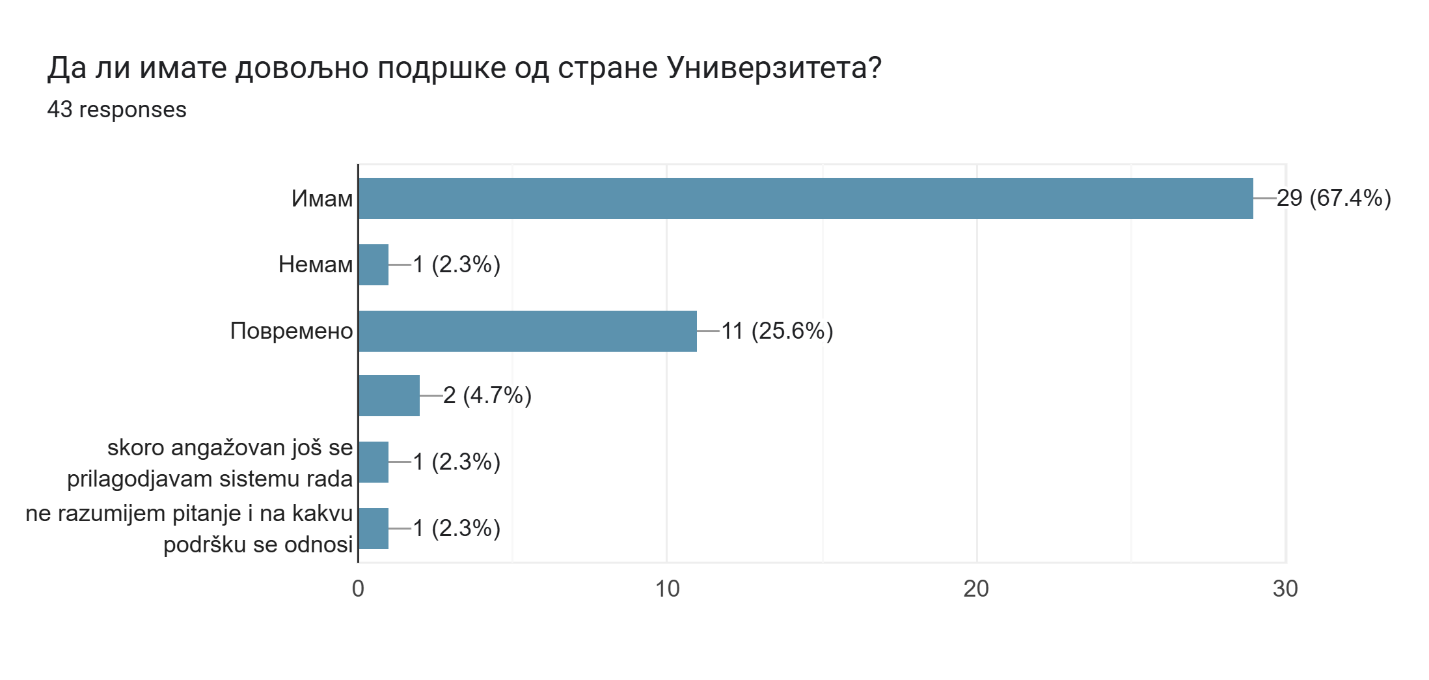 Да ли имате довољно подршке од стране Универзитета?
43 responses
Имам
29 (67.4%)
Немам
1 (2.3%)
Повремено
11 (25.6%)
2 (4.7%)
skoro angažovan još se
prilagodjavam sistemu rada
1 (2.3%)
ne razumijem pitanje i na kakvu
podršku se odnosi
1 (2.3%)
0
10
20
30